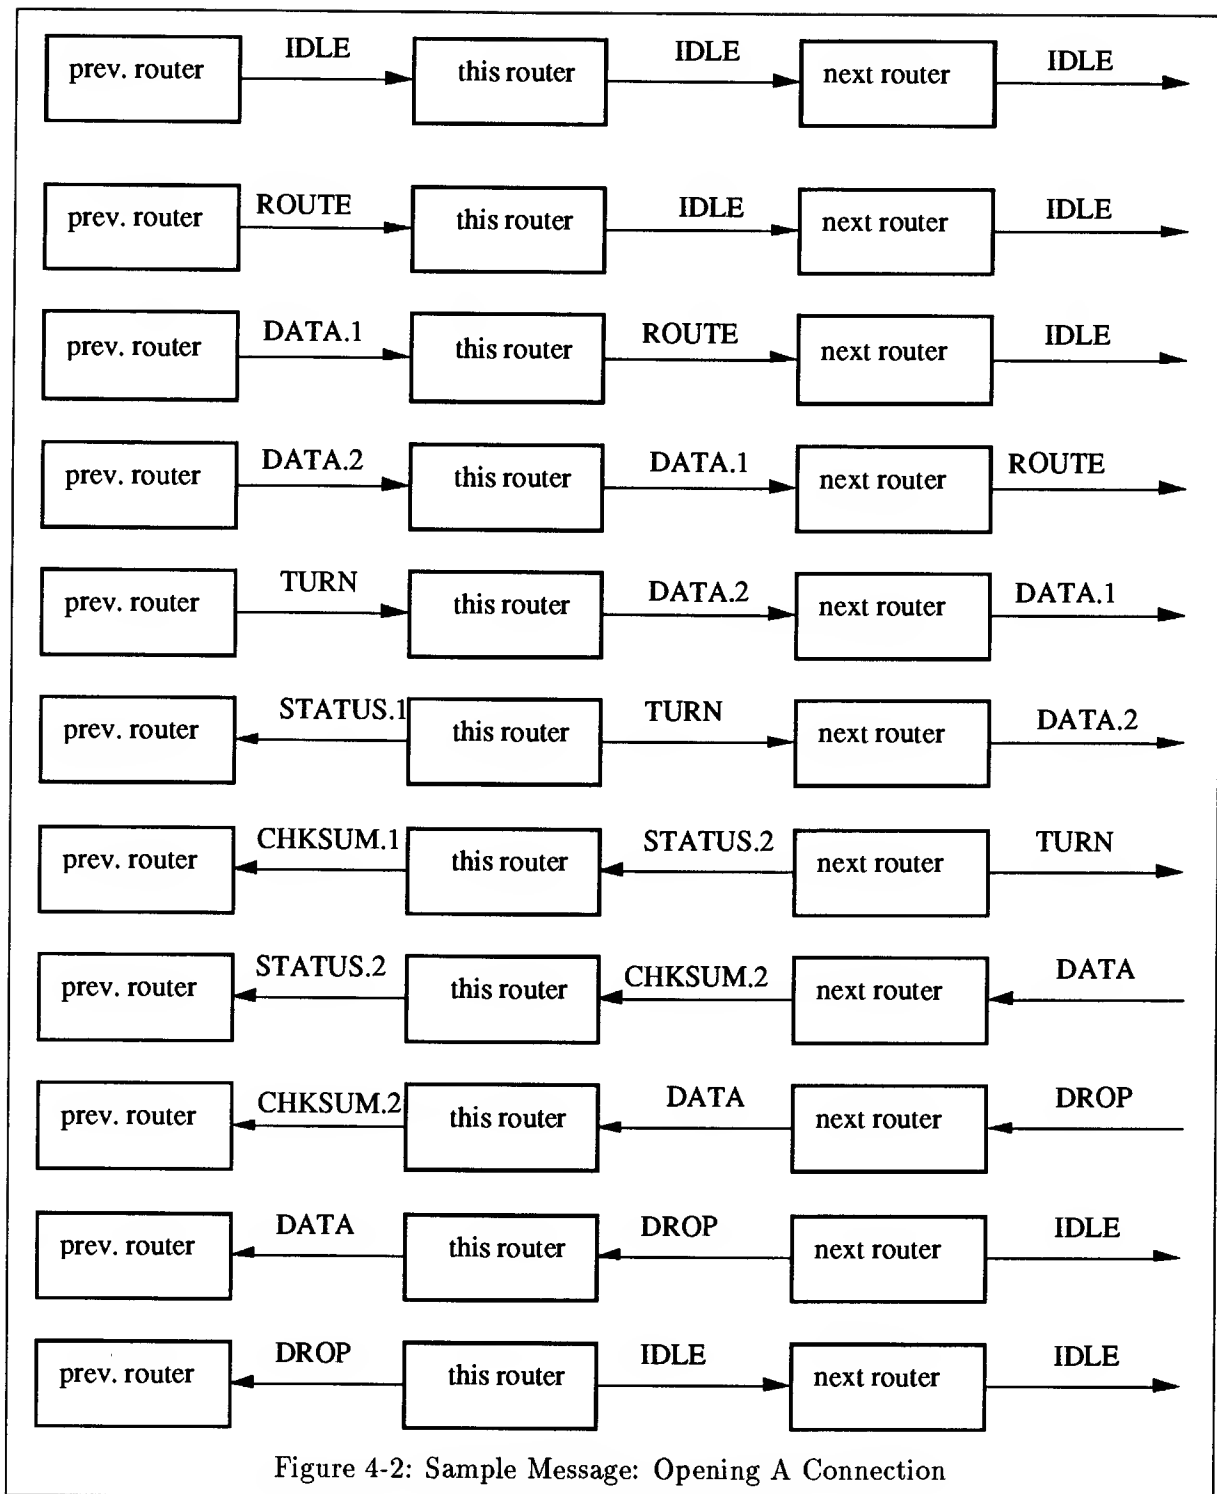 prev. router IDLE this router IDLE next router IDLE
prev. router ROUTE this router IDLE next router IDLE
prev. router DATA.1 this router ROUTE next router IDLE
prev. router DATA.2 this router DATA.1 next router ROUTE
prev. router TURN this router DATA.2 next router DATA.1
prev. router STATUS.1 this router TURN next router DATA.2
prev. router CHKSUM.1 this router STATUS.2 next router TURN
prev. router STATUS.2 this router CHKSUM.2 next router DATA
prev. router CHKSUM.2 this router DATA next router DROP
prev. router DATA this router DROP next router IDLE
prev. router DROP this router IDLE next router IDLE
Figure 4-2: Sample Message: Opening A Connection